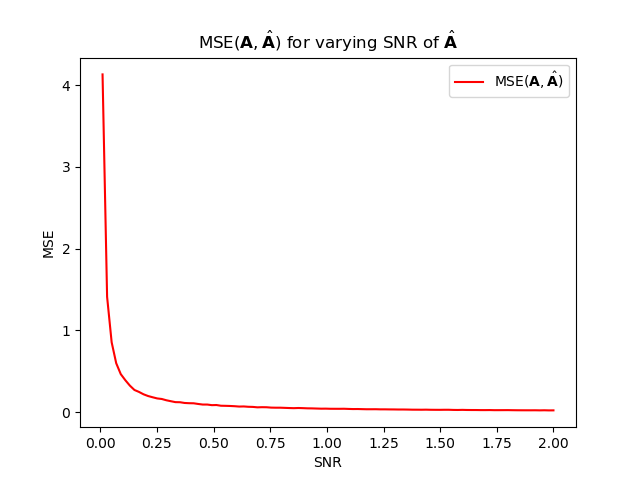 MSE(𝐀, 𝐀̂) for varying SNR of 𝐀̂
MSE(𝐀, 𝐀̂)
MSE
4
3
2
1
0
0.00 0.25 0.50 0.75 1.00 1.25 1.50 1.75 2.00
SNR